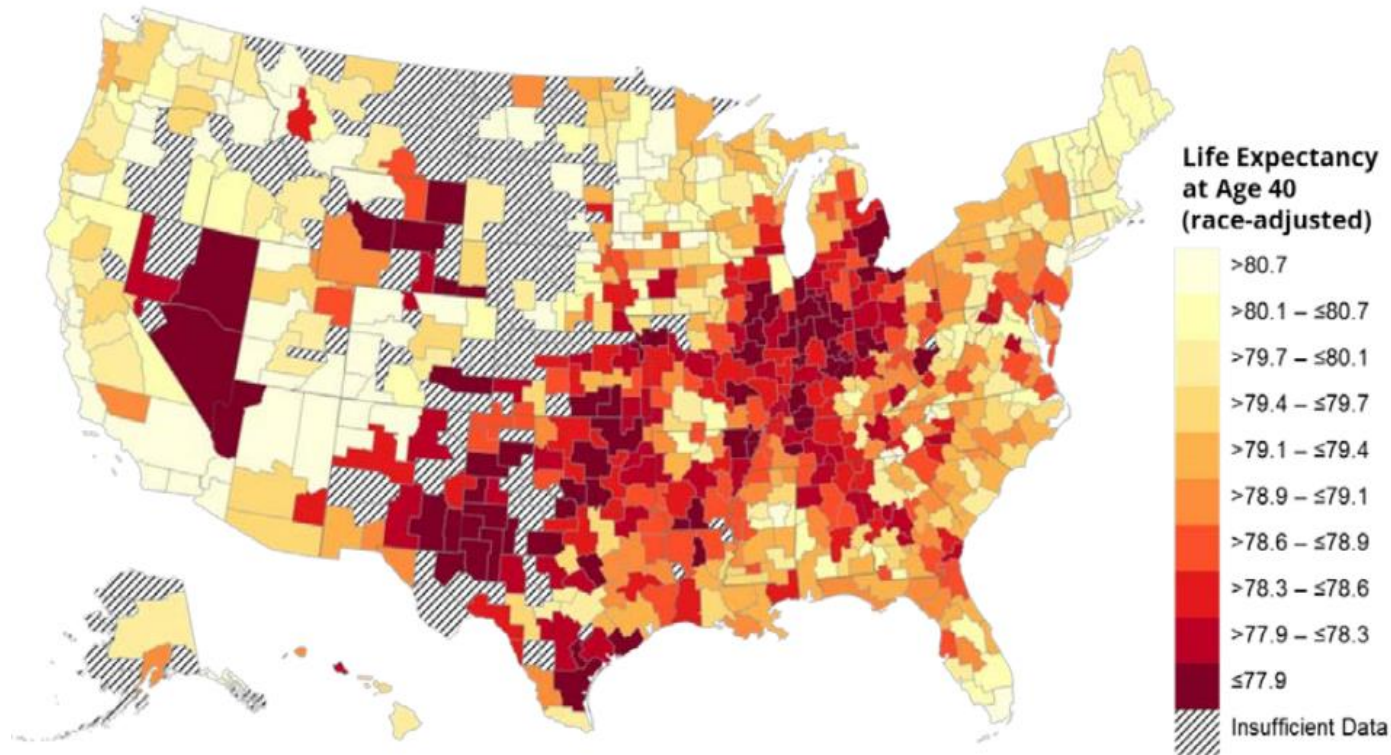 Life Expectancy
at Age 40
(race-adjusted)
>80.7
>80.1 – ≤80.7
>79.7 – ≤80.1
>79.4 – ≤79.7
>79.1 – ≤79.4
>78.9 – ≤79.1
>78.6 – ≤78.9
>78.3 – ≤78.6
>77.9 – ≤78.3
≤77.9
Insufficient Data